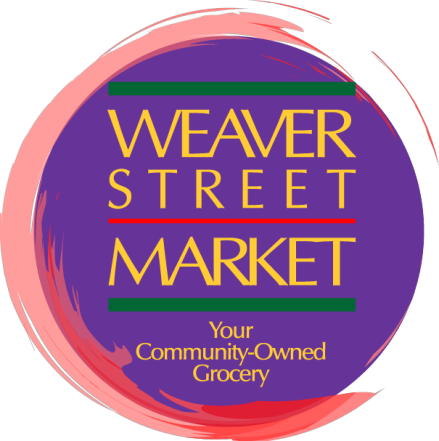 WEAVER
STREET
MARKET
Your
Community-Owned
Grocery